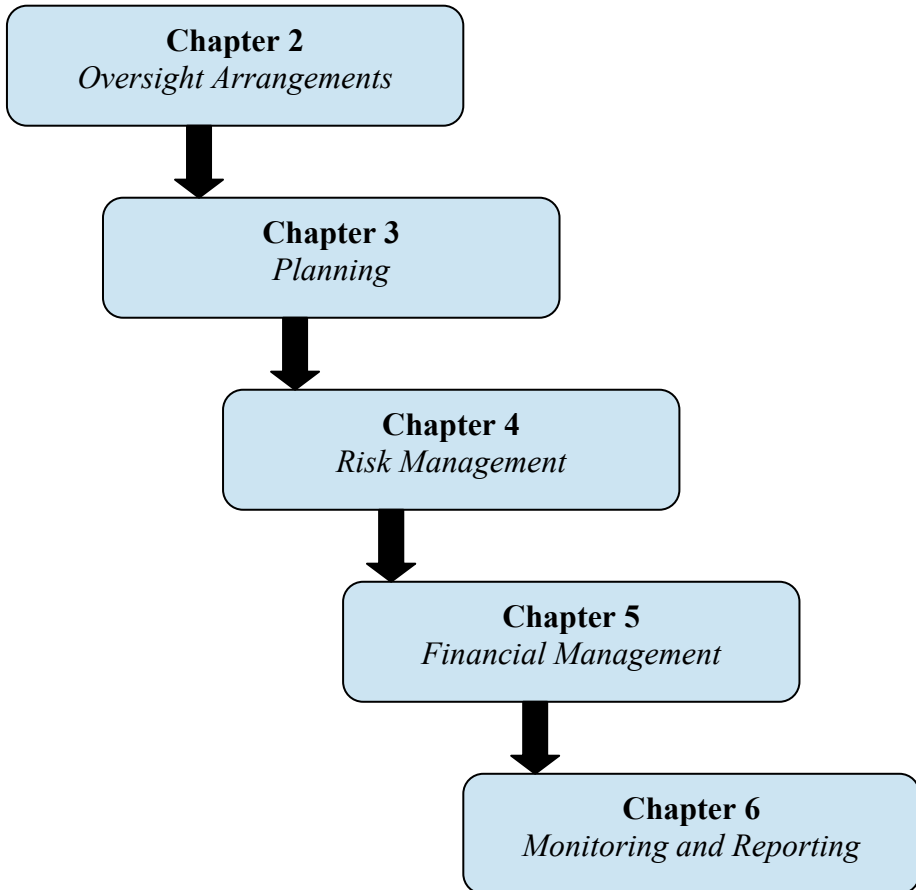 Chapter 2
Oversight Arrangements
Chapter 3
Planning
Chapter 4
Risk Management
Chapter 5
Financial Management
Chapter 6
Monitoring and Reporting